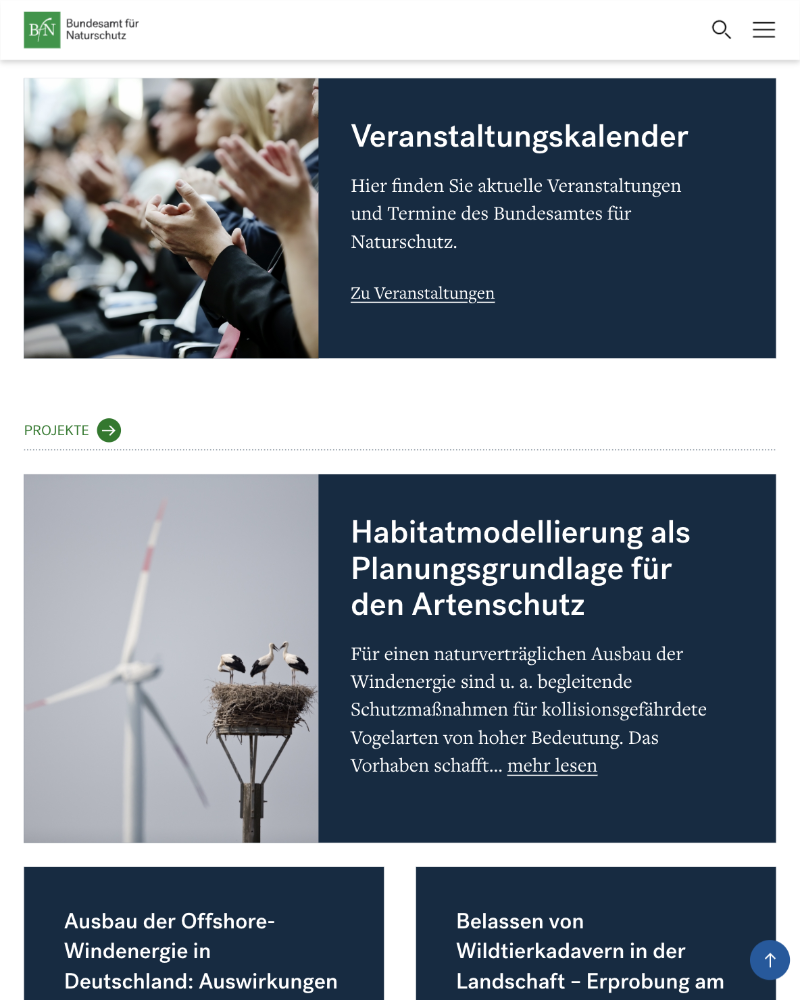 BfN
Bundesamt für
Naturschutz
Veranstaltungskalender
Hier finden Sie aktuelle Veranstaltungen
und Termine des Bundesamtes für
Naturschutz.
Zu Veranstaltungen
PROJEKTE
Habitatmodellierung als
Planungsgrundlage für
den Artenschutz
Für einen naturverträglichen Ausbau der
Windenergie sind u. a. begleitende
Schutzmaßnahmen für kollisionsgefährdete
Vogelarten von hoher Bedeutung. Das
Vorhaben schafft... mehr lesen
Ausbau der Offshore-
Windenergie in
Deutschland: Auswirkungen
Belassen von
Wildtierkadavern in der
Landschaft – Erprobung am